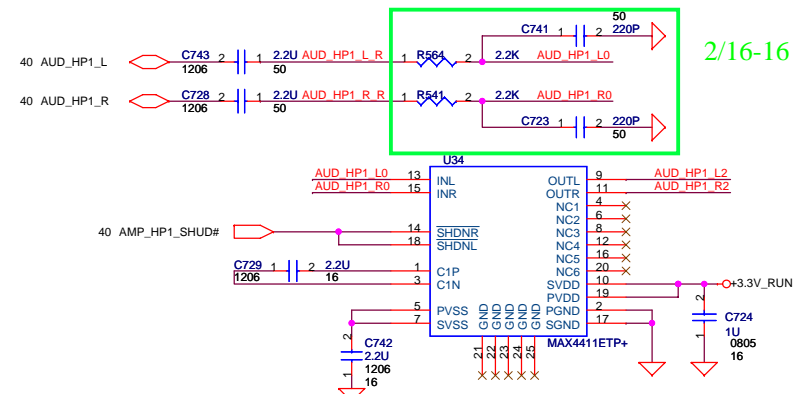 50
C741 1 2 220P
2/16-16
C743 2 1 2.2U AUD_HP1_L_R 1 R564 2 2.2K AUD_HP1_L0
40 AUD_HP1_L
1206 50
C728 2 1 2.2U AUD_HP1_R_R 1 R541 2 2.2K AUD_HP1_R0
40 AUD_HP1_R
1206 50
C723 1 2 220P
50
U34
AUD_HP1_L0 13 INL OUTL 9 AUD_HP1_L2
AUD_HP1_R0 15 INR OUTR 11 AUD_HP1_R2
NC1 4
NC2 6
40 AMP_HP1_SHUD# 14 SHDNR NC3 8
18 SHDNL NC4 12
NC5 16
C729 1 2 2.2U 1 C1P NC6 20
1206 16 3 C1N SVDD 10 +3.3V_RUN
PVDD 19
5 PVSS PGND 2
7 SVSS SGND 17
GND GND GND GND GND
2 C724
1U
1 0805
16
MAX4411ETP+
21 22 23 24 25
2 C742
2.2U
1 1206
16